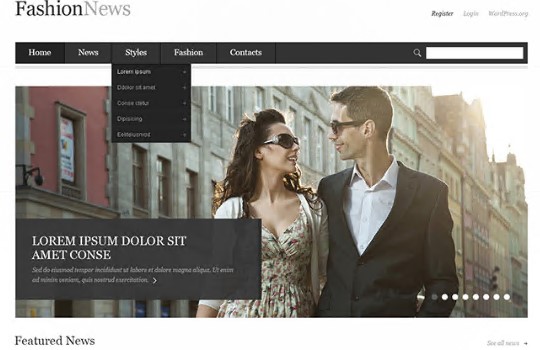 FashionNews
Register Login WordPress.org
Home News Styles Fashion Contacts
Lorem ipsum
Ddolor sit amet
Conse ctetur
Dipisicing
LOREM IPSUM DOLOR SIT
AMET CONSE
Sed do eiusmod tempor incididunt ut labore et dolore magna aliqua. Ut enim
ad minim veniam, quis nostrud exercitation.
Featured News
See all news